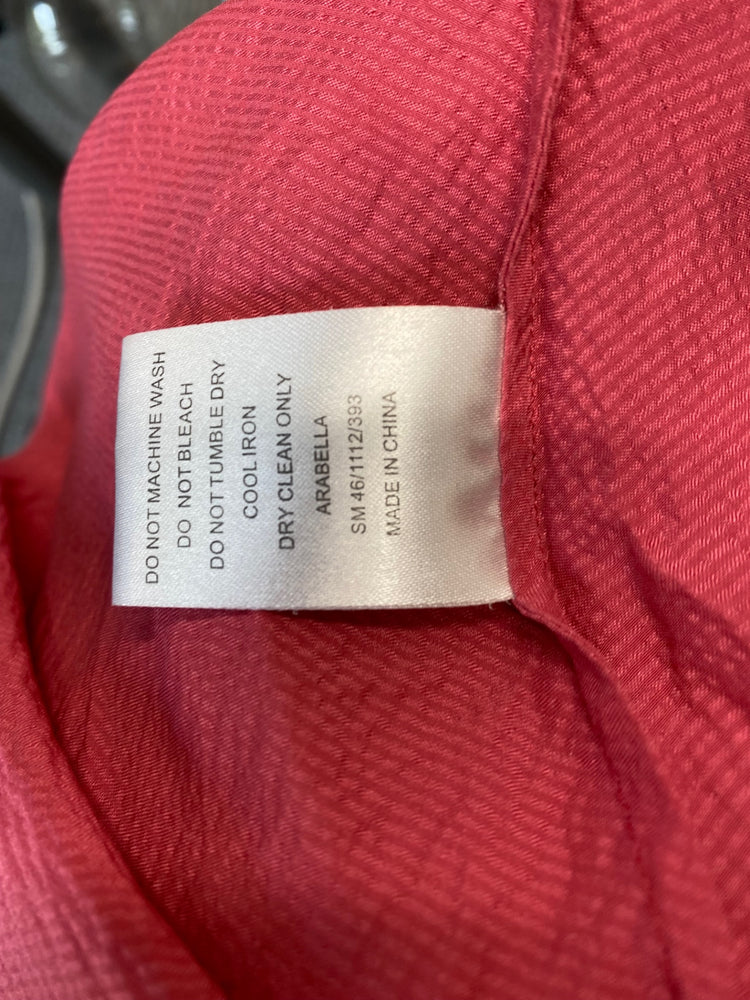 DO NOT MACHINE WASH
DO NOT BLEACH
DO NOT TUMBLE DRY
COOL IRON
DRY CLEAN ONLY
ARABELLA
SM 46/1112/393
MADE IN CHINA